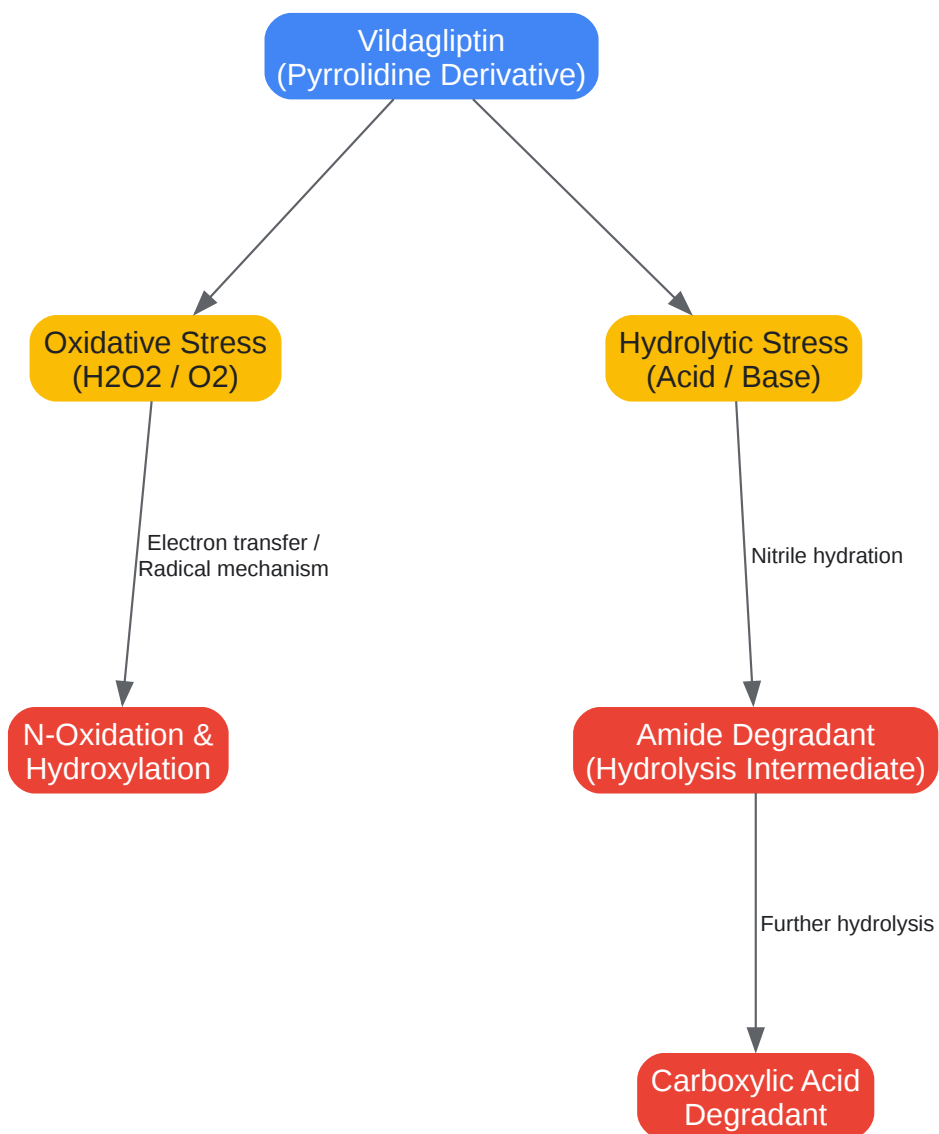 Vildagliptin
(Pyrrolidine Derivative)
Oxidative Stress
(H2O2 / O2)
Hydrolytic Stress
(Acid / Base)
Electron transfer /
Radical mechanism
Nitrile hydration
N-Oxidation &
Hydroxylation
Amide Degradant
(Hydrolysis Intermediate)
Further hydrolysis
Carboxylic Acid
Degradant